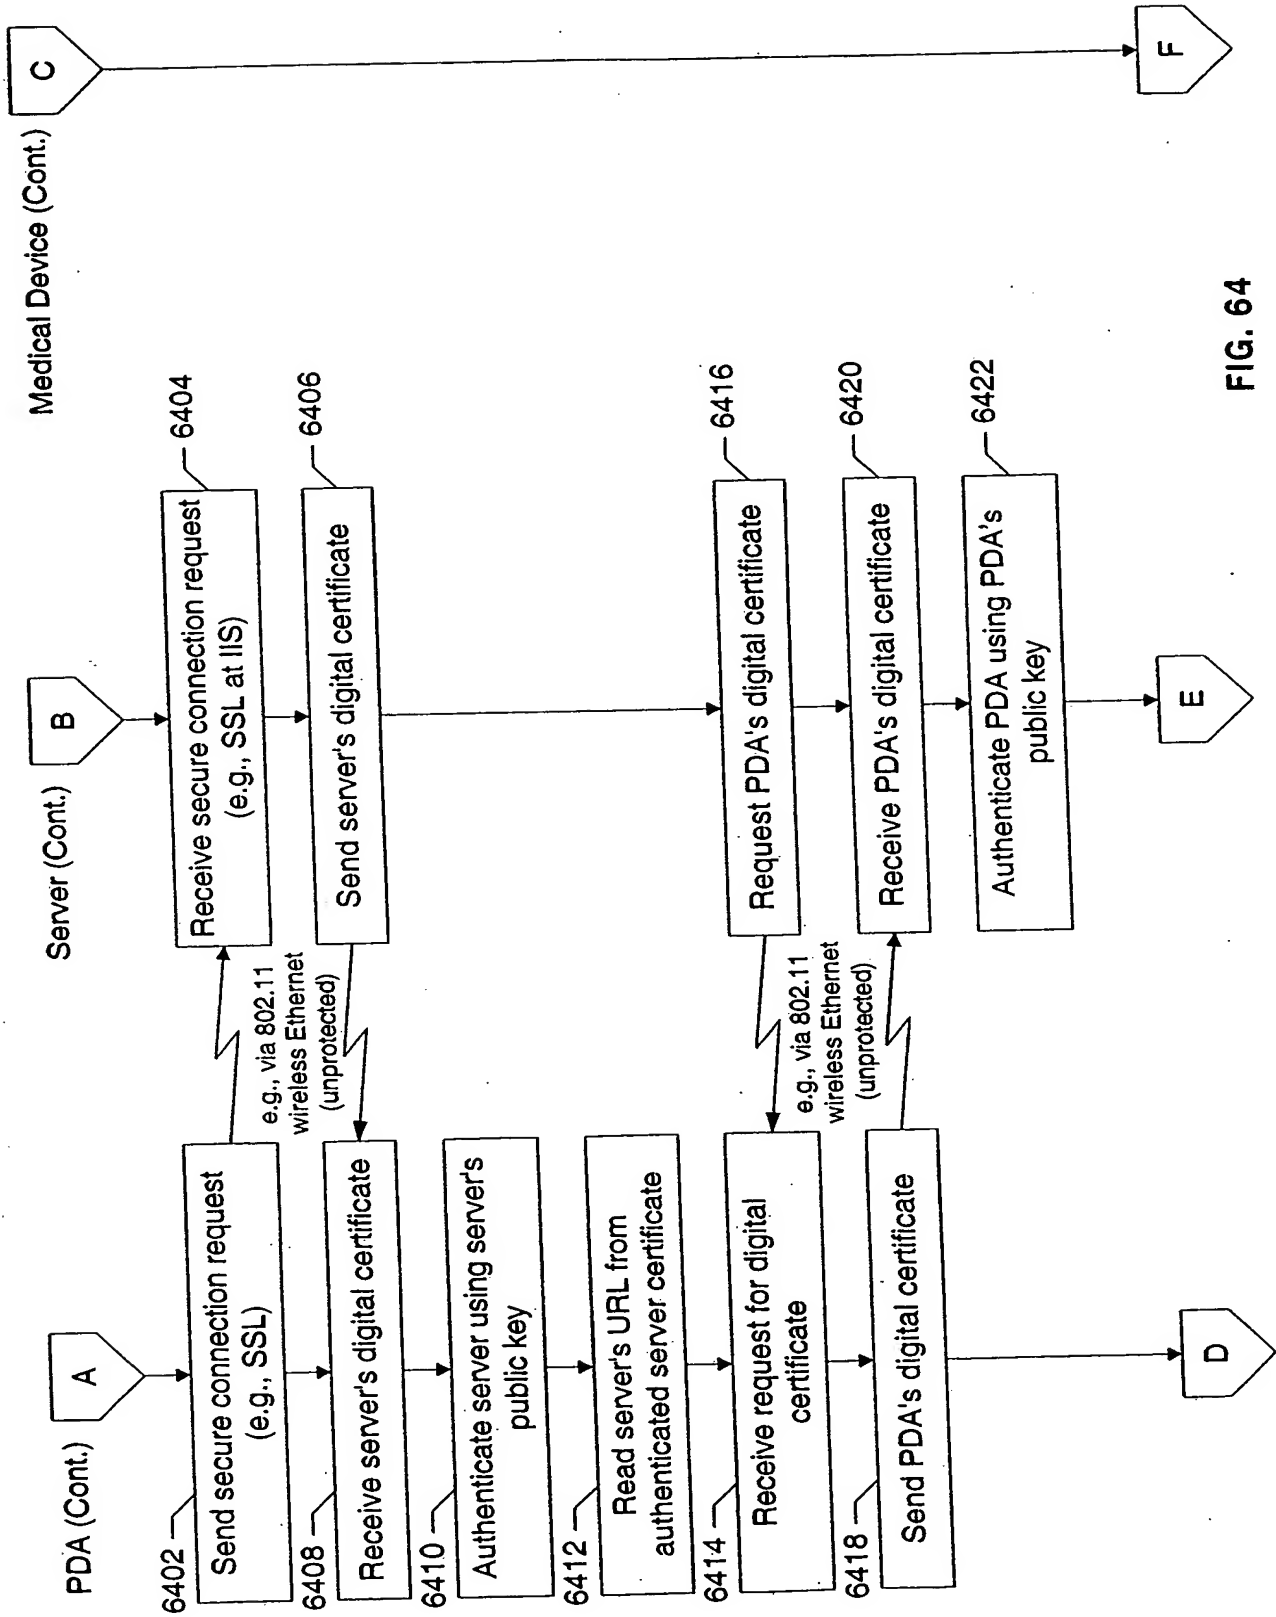 PDA (Cont.)
A
6402
Send secure connection request
(e.g., SSL)
6408
Receive server's digital certificate
6410
Authenticate server using server's
public key
6412
Read server's URL from
authenticated server certificate
6414
Receive request for digital
certificate
6418
Send PDA's digital certificate
D
e.g., via 802.11
wireless Ethernet
(unprotected)
e.g., via 802.11
wireless Ethernet
(unprotected)
Server (Cont.)
B
6404
Receive secure connection request
(e.g., SSL at IIS)
6406
Send server's digital certificate
6416
Request PDA's digital certificate
6420
Receive PDA's digital certificate
6422
Authenticate PDA using PDA's
public key
E
Medical Device (Cont.)
C
F
FIG. 64